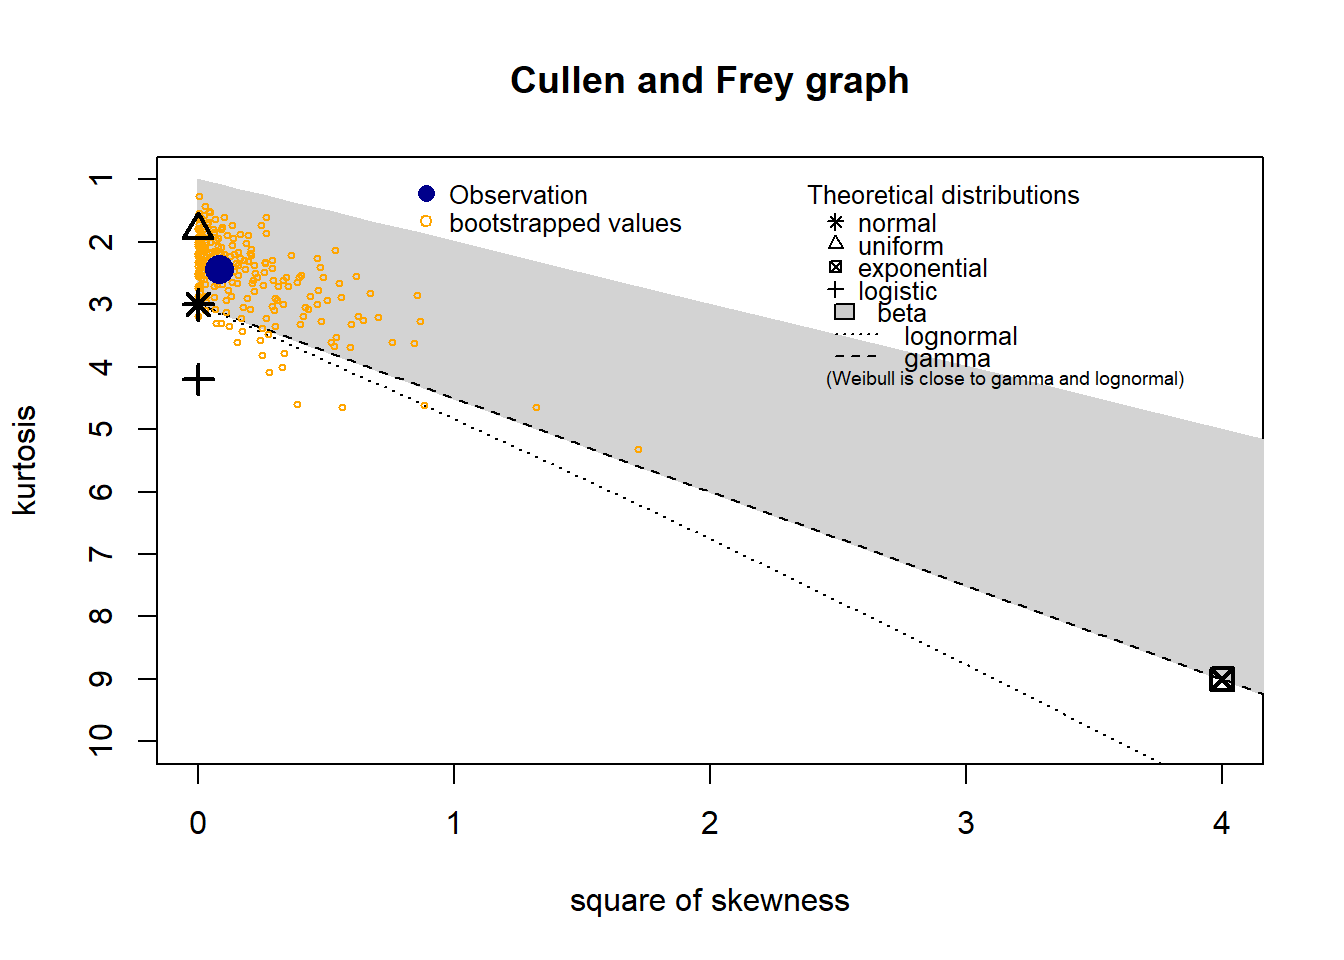 Cullen and Frey graph
Observation
bootstrapped values
Theoretical distributions
normal
uniform
exponential
logistic
beta
lognormal
gamma
(Weibull is close to gamma and lognormal)
kurtosis
1
2
3
4
5
6
7
8
9
10
0 1 2 3 4
square of skewness